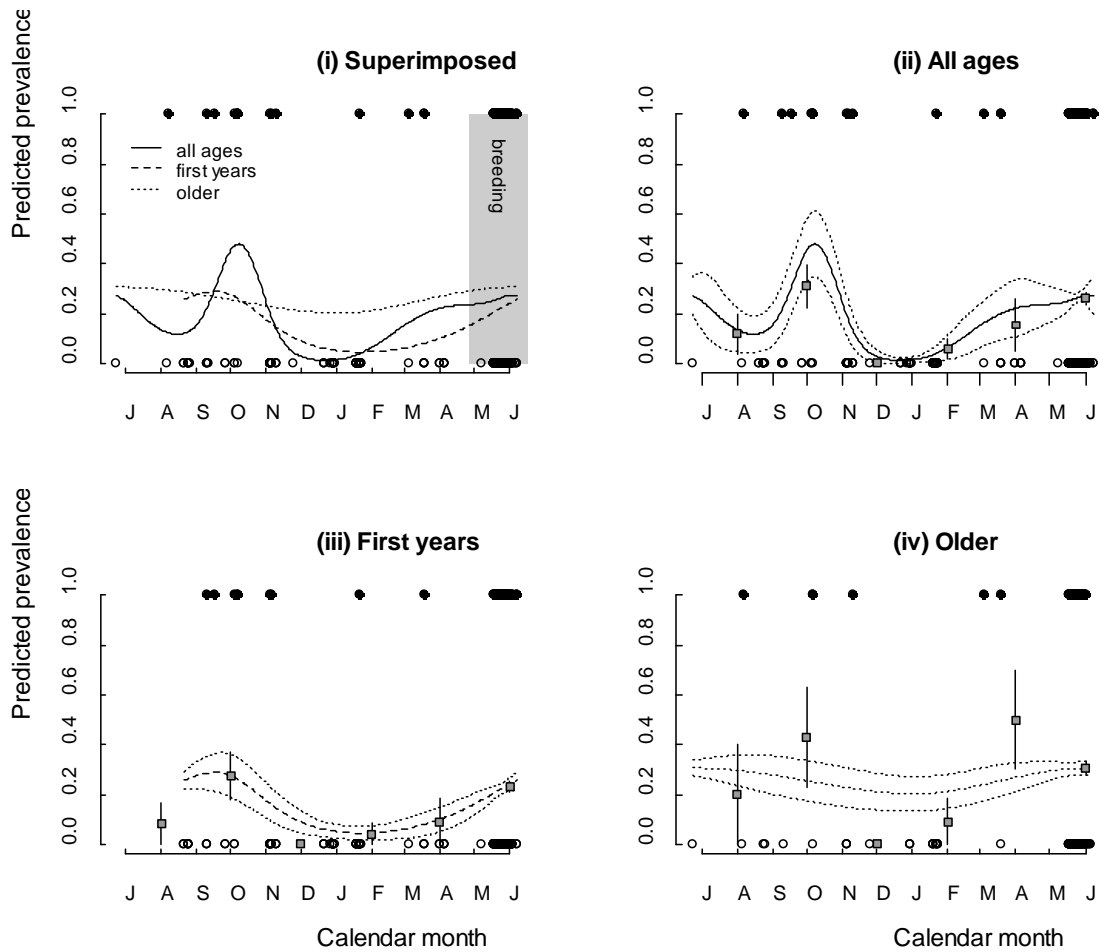 (i) Superimposed
Predicted prevalence
0.0 0.2 0.4 0.6 0.8 1.0
all ages
first years
older
breeding
J A S O N D J F M A M J
(ii) All ages
0.0 0.2 0.4 0.6 0.8 1.0
J A S O N D J F M A M J
(iii) First years
Predicted prevalence
0.0 0.2 0.4 0.6 0.8 1.0
J A S O N D J F M A M J
Calendar month
(iv) Older
0.0 0.2 0.4 0.6 0.8 1.0
J A S O N D J F M A M J
Calendar month